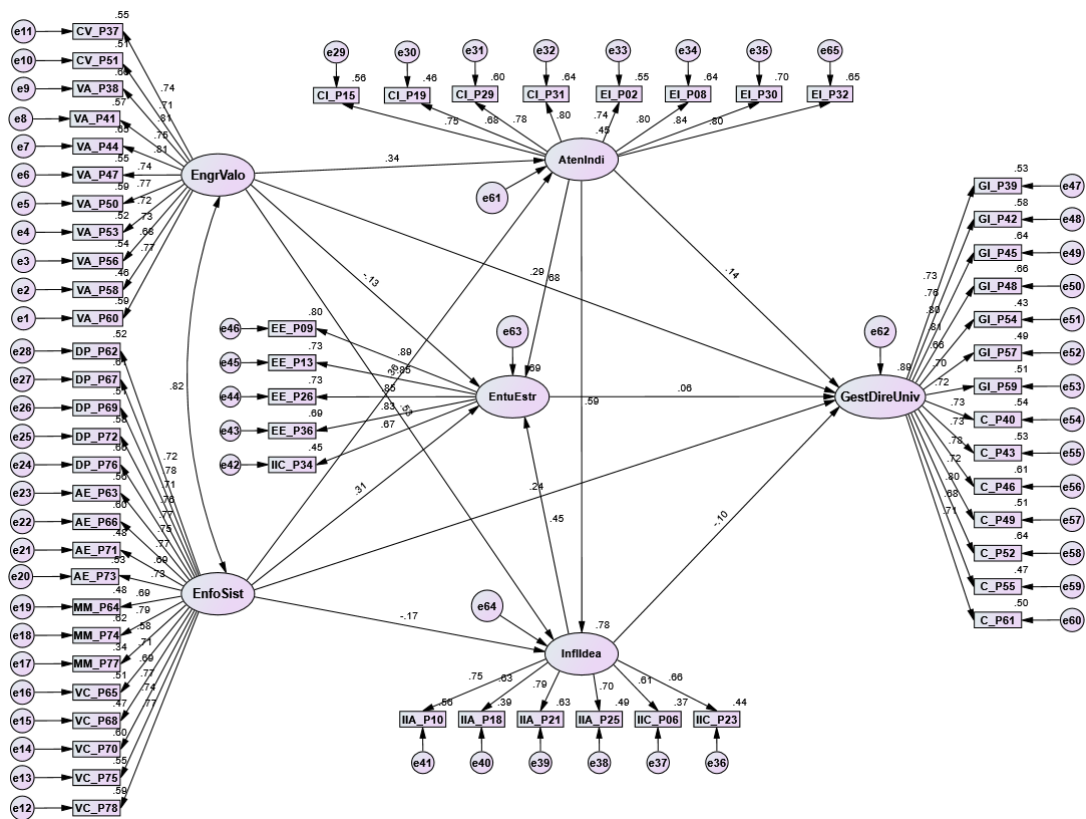 e11 CV_P37 .55
e10 CV_P51 .51
e9 VA_P38 .66
e8 VA_P41 .57
e7 VA_P44 .65
e6 VA_P47 .55
e5 VA_P50 .59
e4 VA_P53 .52
e3 VA_P56 .54
e2 VA_P58 .46
e1 VA_P60 .59
.74
.71
.81
.75
.81
.74
.77
.72
.73
.68
.77
EngrValo
e29 e30 e31 e32 e33 e34 e35 e65
.56 .46 .60 .64 .55 .64 .70 .65
CI_P15 CI_P19 CI_P29 CI_P31 EI_P02 EI_P08 EI_P30 EI_P32
.75 .68 .78 .80 .74 .80 .84 .80
.45
AtenIndi
e61
.34
-.13
.29
.68
.14
.82
e46 EE_P09 .80
e45 EE_P13 .73
e44 EE_P26 .73
e43 EE_P36 .69
e42 IIC_P34 .45
.89
.85
.85
.83
.67
e63
.69
EntuEstr
.06
.59
.53
.31
.24
.45
-.10
-.17
e62
.89
GestDireUniv
.73
.76
.80
.81
.66
.70
.72
.73
.73
.78
.72
.80
.68
.71
GI_P39 .53 e47
GI_P42 .58 e48
GI_P45 .64 e49
GI_P48 .66 e50
GI_P54 .43 e51
GI_P57 .49 e52
GI_P59 .51 e53
C_P40 .54 e54
C_P43 .53 e55
C_P46 .61 e56
C_P49 .51 e57
C_P52 .64 e58
C_P55 .47 e59
C_P61 .50 e60
e28 DP_P62 .52
e27 DP_P67
e26 DP_P69
e25 DP_P72 .58
e24 DP_P76
e23 AE_P63 .56
e22 AE_P66 .60
e21 AE_P71 .48
e20 AE_P73 .53
e19 MM_P64 .48
e18 MM_P74 .62
e17 MM_P77 .34
e16 VC_P65 .51
e15 VC_P68 .47
e14 VC_P70 .60
e13 VC_P75 .55
e12 VC_P78 .59
.72
.78
.71
.76
.77
.75
.77
.69
.73
.69
.79
.58
.71
.69
.77
.74
.77
EnfoSist
e64
.78
InflIdea
.75 .63 .79 .70 .61 .66
.56 .39 .63 .49 .37 .44
IIA_P10 IIA_P18 IIA_P21 IIA_P25 IIC_P06 IIC_P23
e41 e40 e39 e38 e37 e36